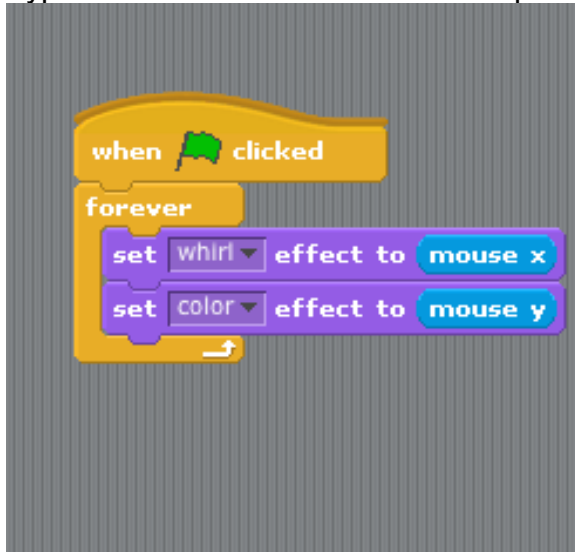 when clicked
forever
set whirl effect to mouse x
set color effect to mouse y